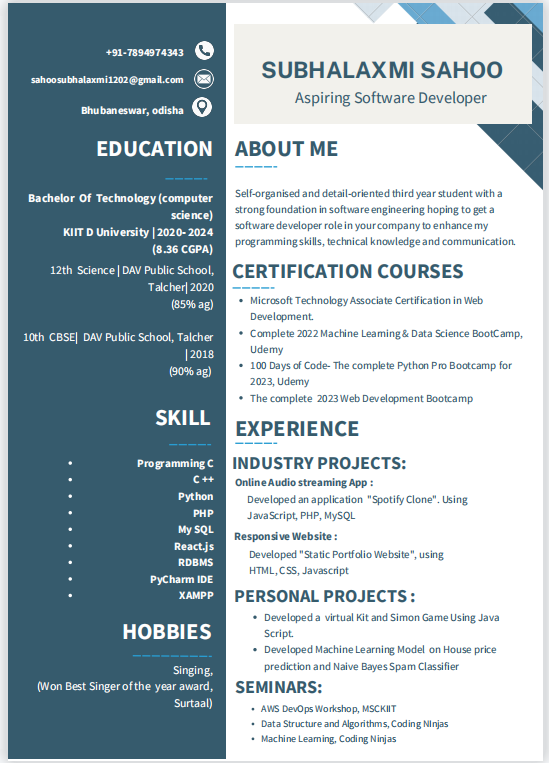 +91-7894974343
sahoosubhalaxmi1202@gmail.com
Bhubaneswar, odisha
EDUCATION
Bachelor Of Technology (computer
science)
KIIT D University | 2020- 2024
(8.36 CGPA)
12th Science | DAV Public School,
Talcher| 2020
(85% ag)
10th CBSE| DAV Public School, Talcher
| 2018
(90% ag)
SKILL
• Programming C
• C ++
• Python
• PHP
• My SQL
• React.js
• RDBMS
• PyCharm IDE
• XAMPP
HOBBIES
Singing,
(Won Best Singer of the year award,
Surtaal)
SUBHALAXMI SAHOO
Aspiring Software Developer
ABOUT ME
Self-organised and detail-oriented third year student with a
strong foundation in software engineering hoping to get a
software developer role in your company to enhance my
programming skills, technical knowledge and communication.
CERTIFICATION COURSES
• Microsoft Technology Associate Certification in Web
Development.
• Complete 2022 Machine Learning & Data Science BootCamp,
Udemy
• 100 Days of Code- The complete Python Pro Bootcamp for
2023, Udemy
• The complete 2023 Web Development Bootcamp
EXPERIENCE
INDUSTRY PROJECTS:
Online Audio streaming App :
Developed an application "Spotify Clone". Using
JavaScript, PHP, MySQL
Responsive Website :
Developed "Static Portfolio Website", using
HTML, CSS, Javascript
PERSONAL PROJECTS :
• Developed a virtual Kit and Simon Game Using Java
Script.
• Developed Machine Learning Model on House price
prediction and Naive Bayes Spam Classifier
SEMINARS:
• AWS DevOps Workshop, MSCKIIT
• Data Structure and Algorithms, Coding NInjas
• Machine Learning, Coding Ninjas